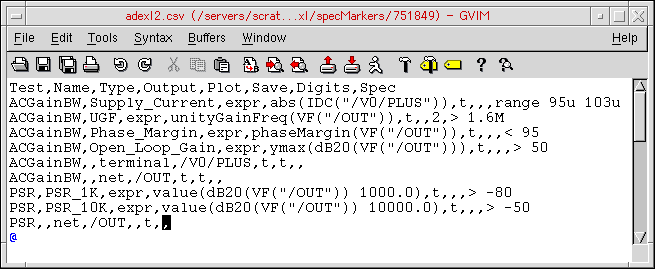 adexl2.csv (/servers/scrat...xl/specMarkers/751849) - GVIM
File Edit Tools Syntax Buffers Help
Test,Name,Type,Output,Plot,Save,Digits,Spec
ACGainBW,Supply_Current,expr,abs(IDC("/V0/PLUS")),t,,,range 95u 103u
ACGainBW,UGF,expr,unityGainFreq(VF("/OUT")),t,,2,> 1.6M
ACGainBW,Phase_Margin,expr,phaseMargin(VF("/OUT")),t,,,< 95
ACGainBW,Open_Loop_Gain,expr,ymax(dB20(VF("/OUT"))),t,,,> 50
ACGainBW,,terminal,/V0/PLUS,t,t,,
ACGainBW,,net,/OUT,t,t,,
PSR,PSR_1K,expr,value(dB20(VF("/OUT")) 1000.0),t,,,> -80
PSR,PSR_10K,expr,value(dB20(VF("/OUT")) 10000.0),t,,,> -50
PSR,,net,/OUT,,t,,
@